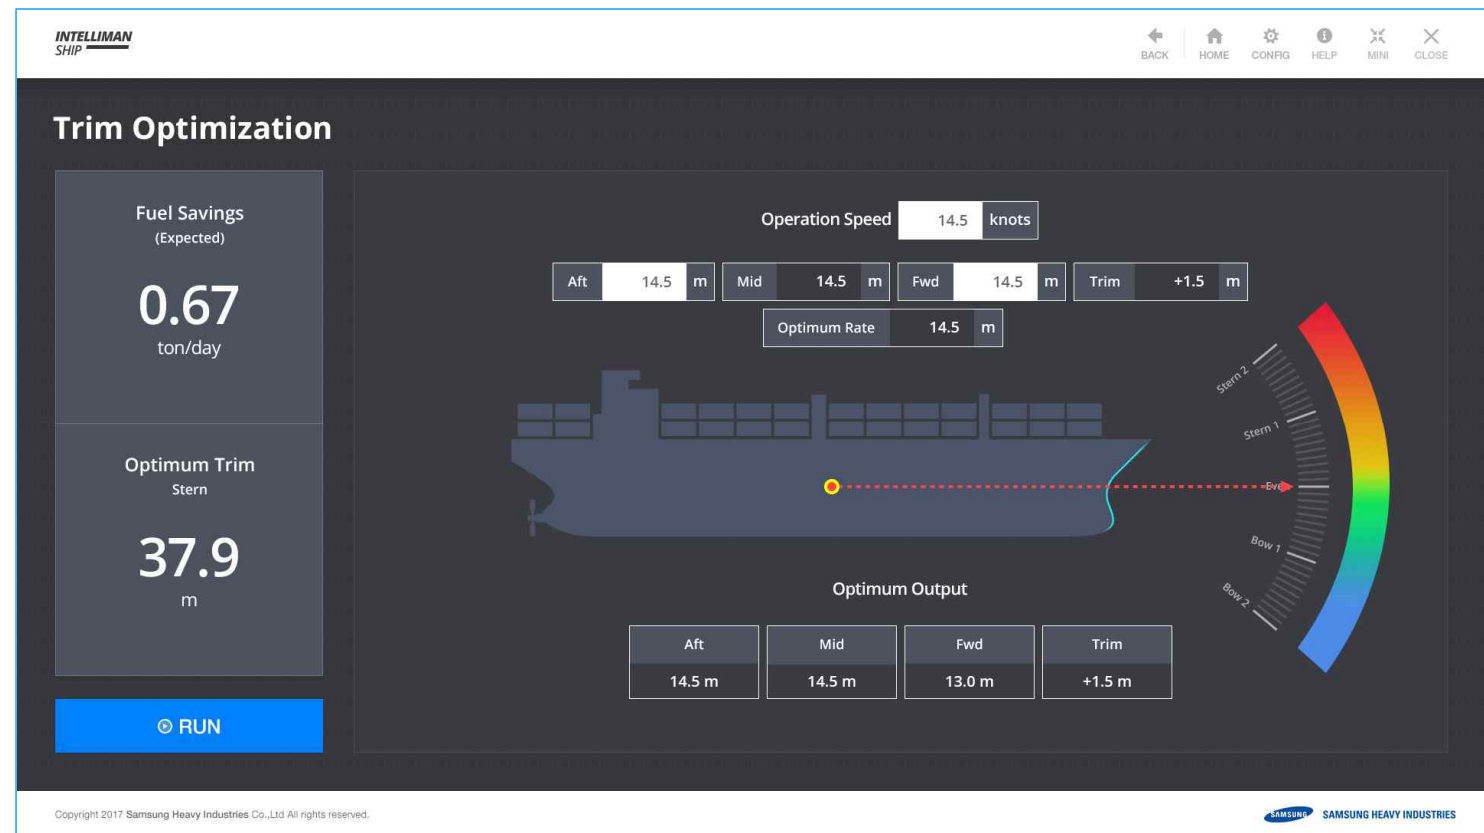 INTELLIMAN
SHIP
BACK HOME CONFIG HELP MINI CLOSE
Trim Optimization
Fuel Savings
(Expected)
0.67
ton/day
Optimum Trim
Stern
37.9
m
RUN
Operation Speed 14.5 knots
Aft 14.5 m Mid 14.5 m Fwd 14.5 m Trim +1.5 m
Optimum Rate 14.5 m
Stern 2
Stern 1
Bow 1
Bow 2
Optimum Output
Aft Mid Fwd Trim
14.5 m 14.5 m 13.0 m +1.5 m
Copyright 2017 Samsung Heavy Industries Co.,Ltd All rights reserved.
SAMSUNG SAMSUNG HEAVY INDUSTRIES